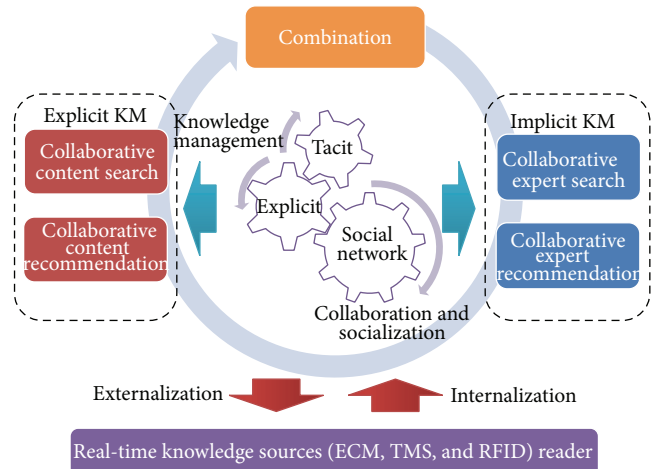 Combination
Explicit KM
Collaborative
content search
Collaborative
content
recommendation
Knowledge
management
Tacit
Explicit
Social
network
Collaboration and
socialization
Implicit KM
Collaborative
expert search
Collaborative
expert
recommendation
Externalization
Internalization
Real-time knowledge sources (ECM, TMS, and RFID) reader